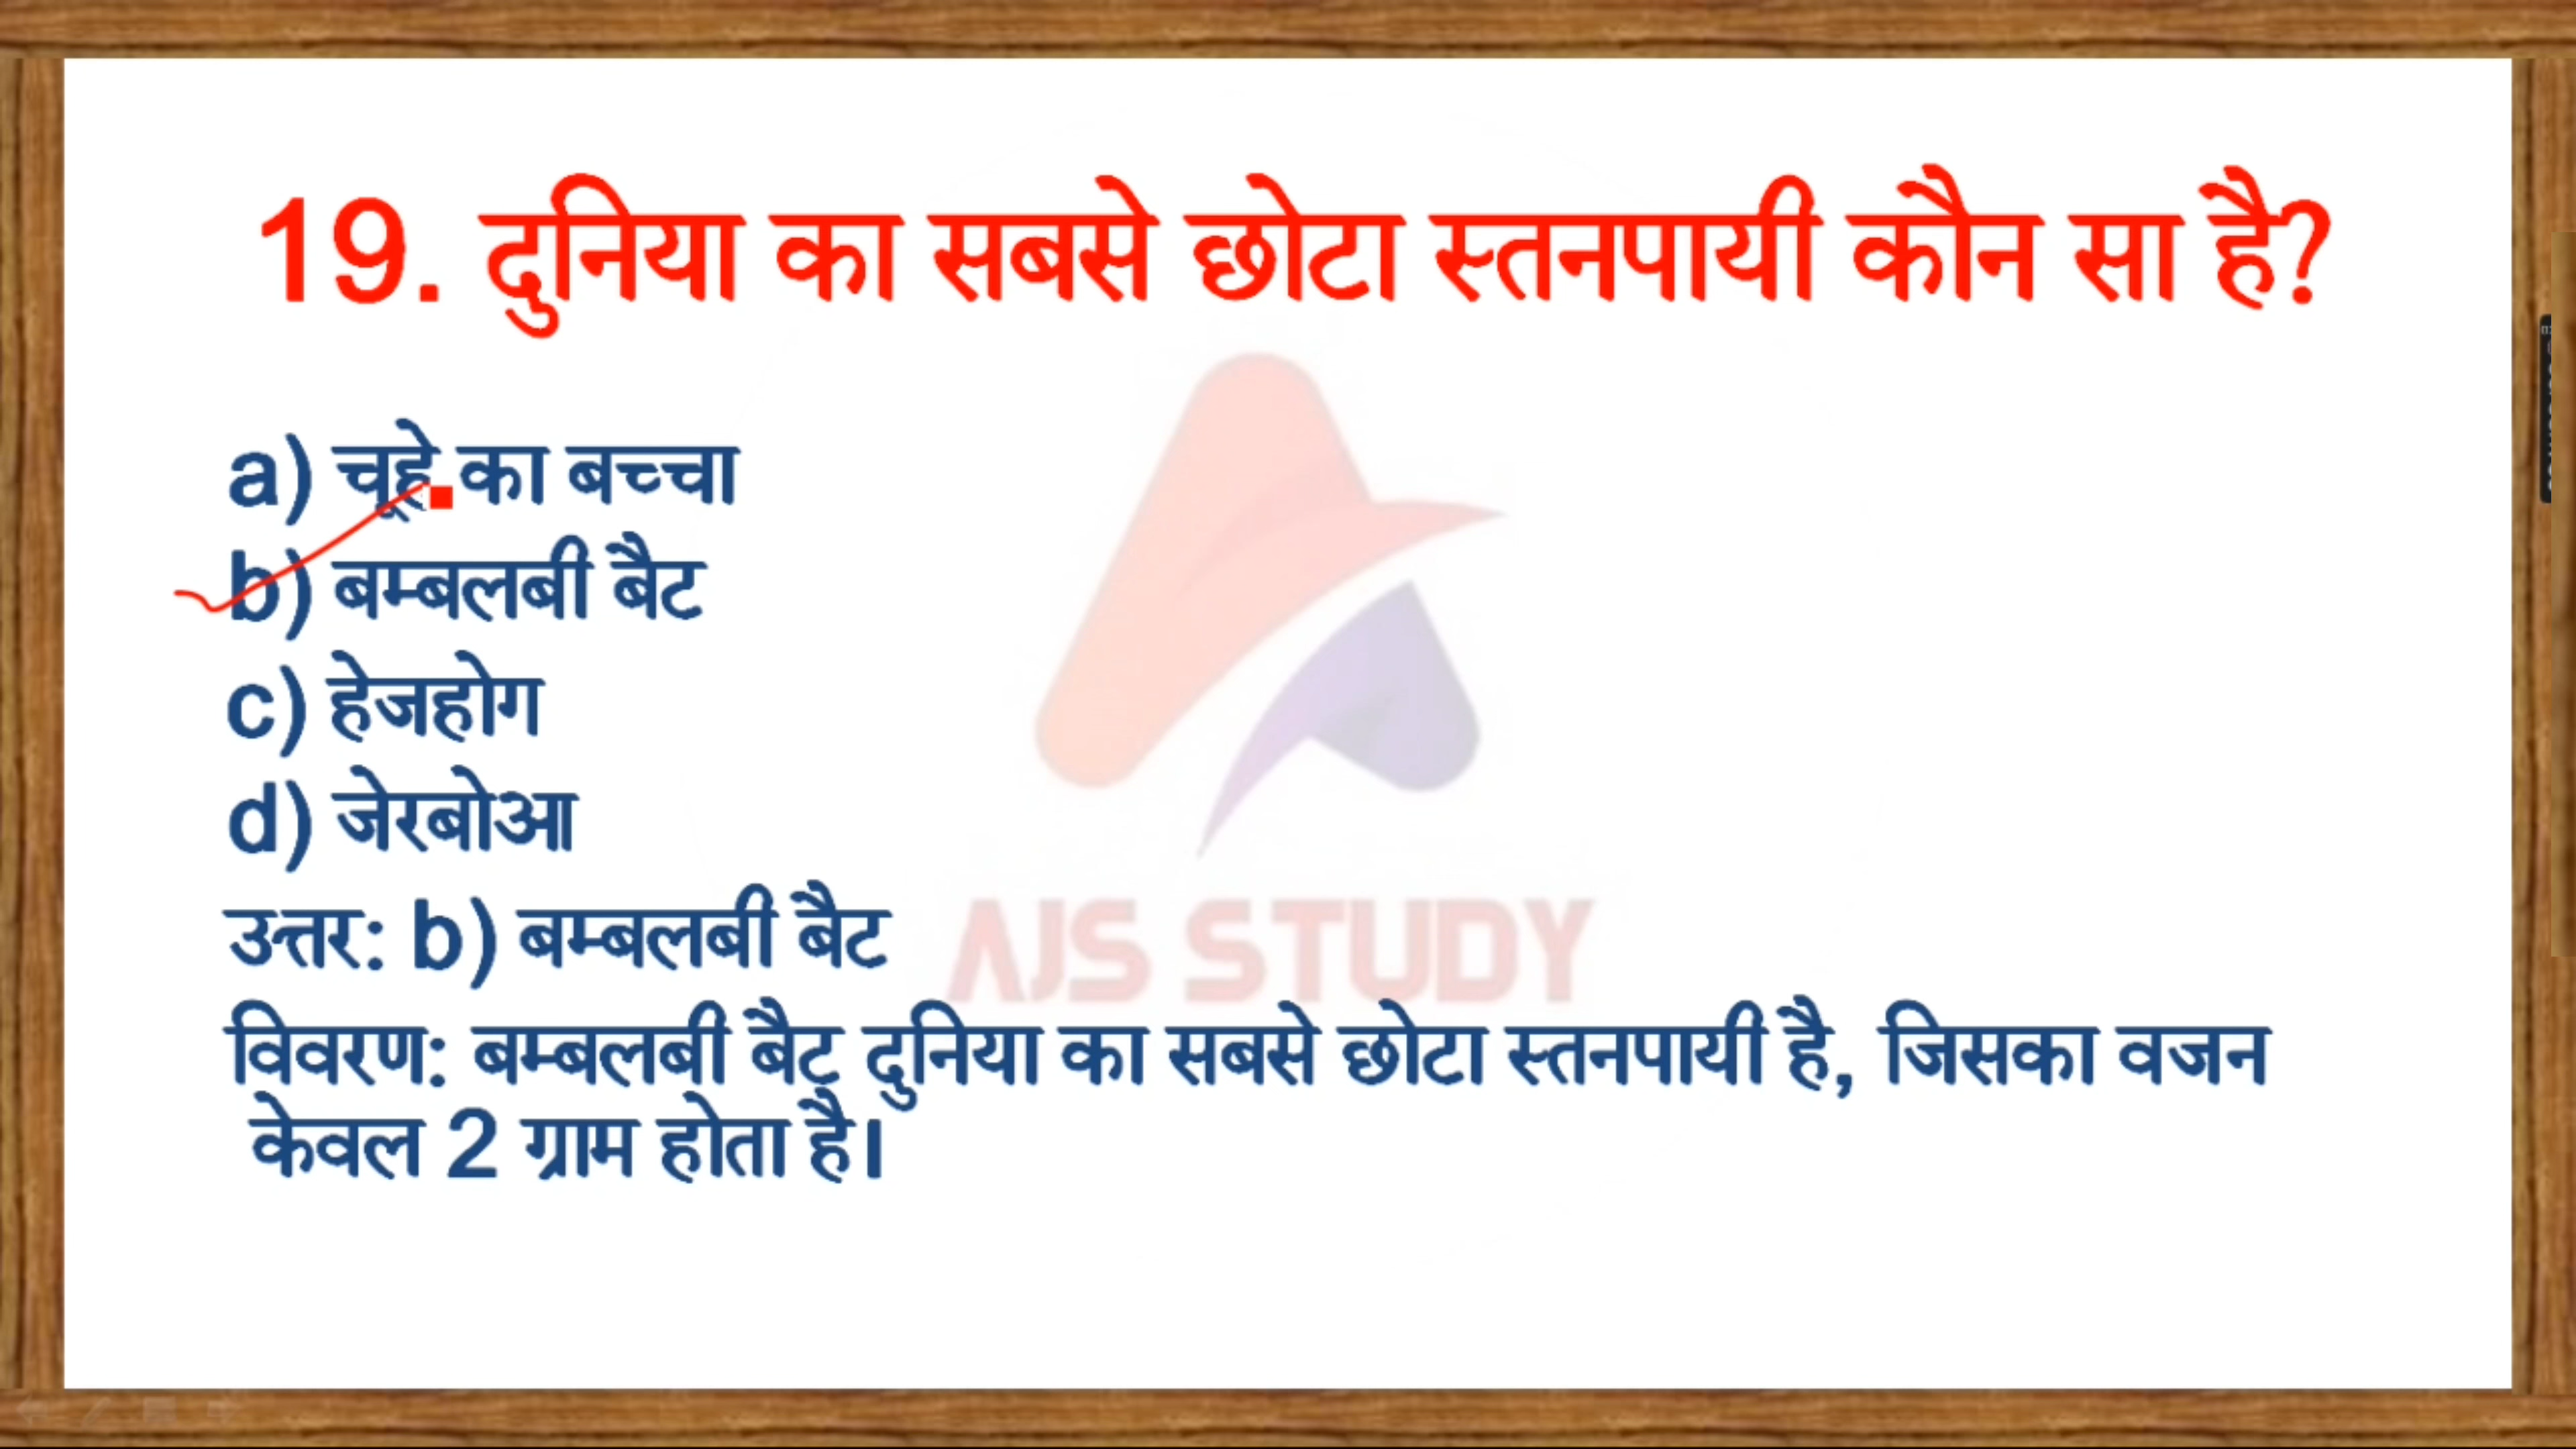 19. दुनिया का सबसे छोटा स्तनपायी कौन सा है?
a) चूहे का बच्चा
b) बम्बलबी बैट
c) हेजहोग
d) जेरबोआ
AJS STUDY
उत्तर: b) बम्बलबी बैट
विवरण: बम्बलबी बैट दुनिया का सबसे छोटा स्तनपायी है, जिसका वजन
केवल 2 ग्राम होता है।